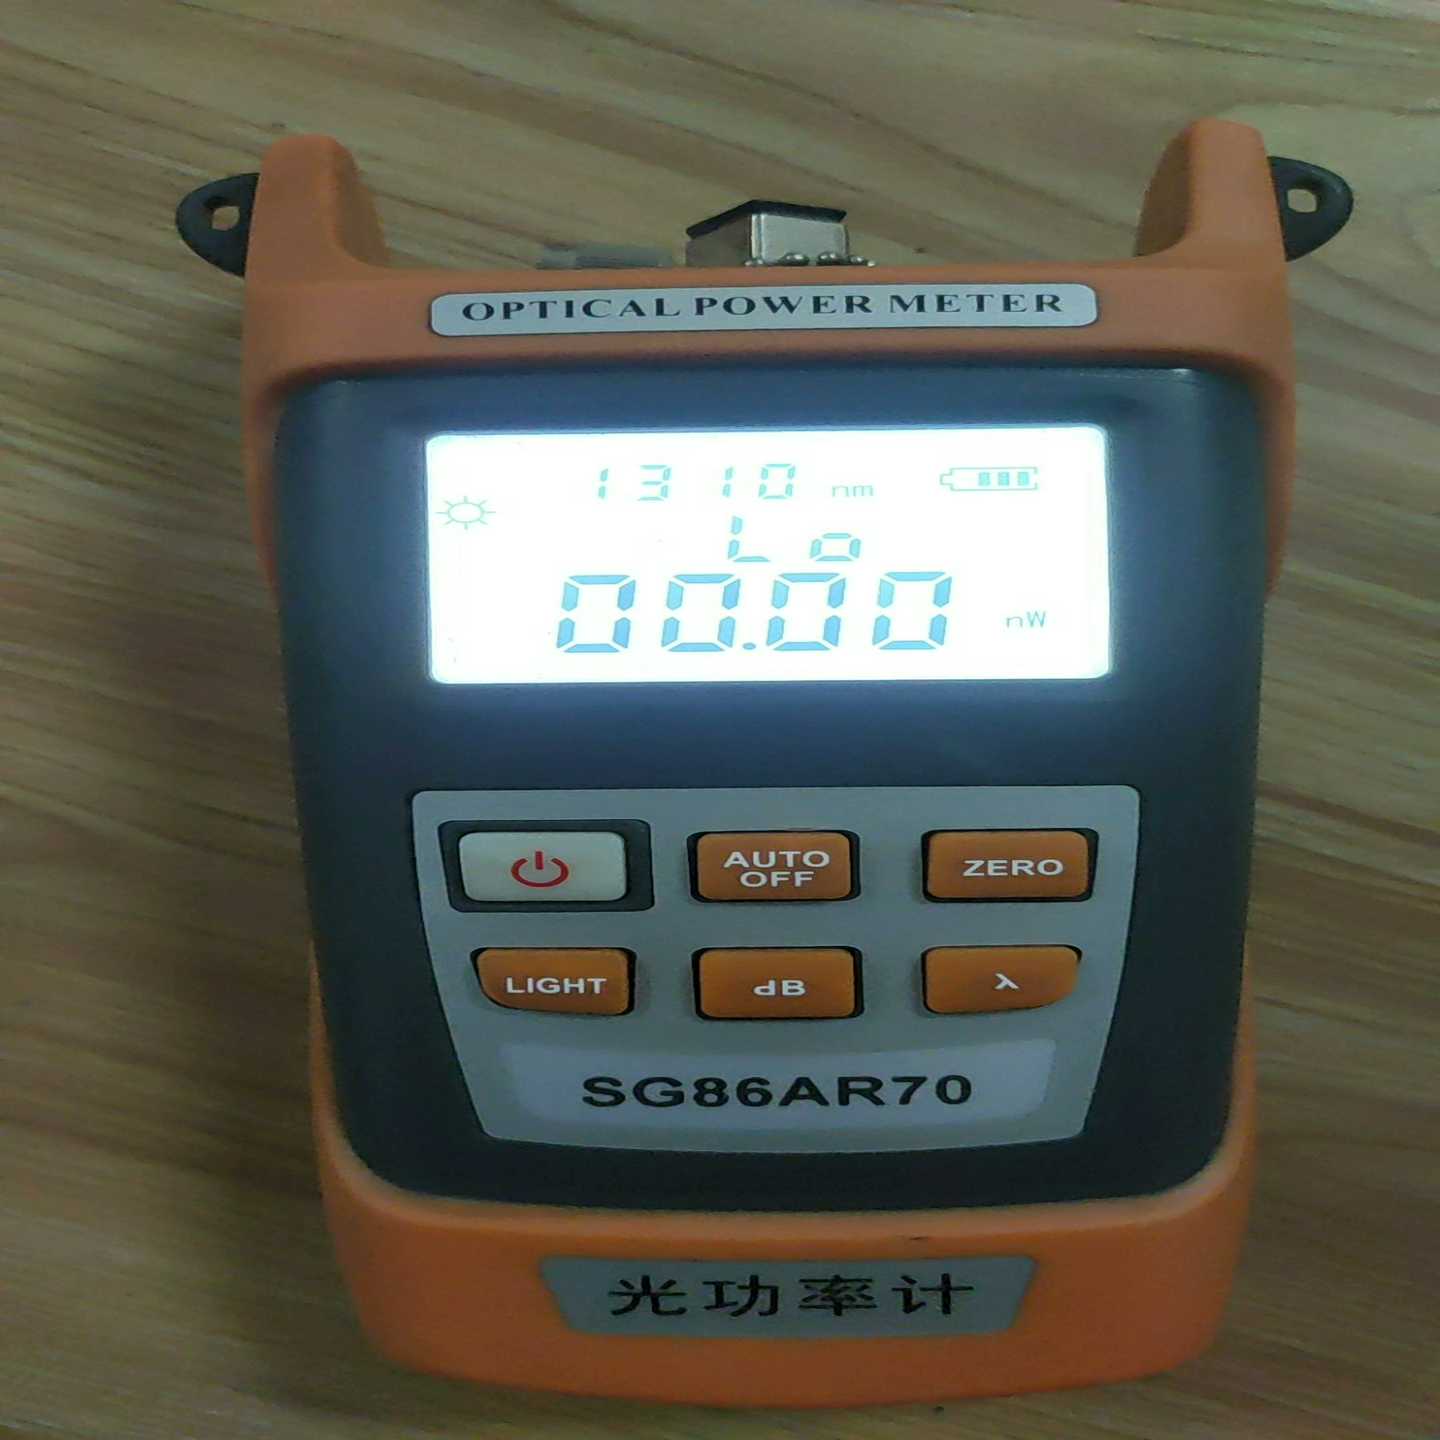 OPTICAL POWER METER
1310 nm
Lo
00.00 nW
AUTO OFF
ZERO
LIGHT
dB
λ
SG86AR70
光功率计